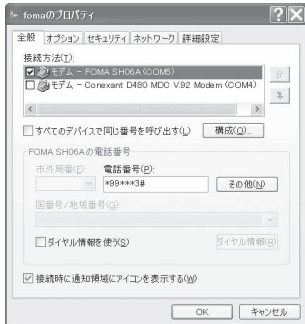 fomaのプロパティ
全般 オプション セキュリティ ネットワーク 詳細設定
接続方法(T):
モデム - FOMA SH06A (COM5)
モデム - Conexant D480 MDC V.92 Modem (COM4)
すべてのデバイスで同じ番号を呼び出す(L) 構成(O)...
FOMA SH06Aの電話番号
市外局番(E): 電話番号(P):
*99***3# その他(N)
国番号/地域番号(G):
ダイヤル情報を使う(S) ダイヤル情報(R)
接続時に通知領域にアイコンを表示する(W)
OK キャンセル